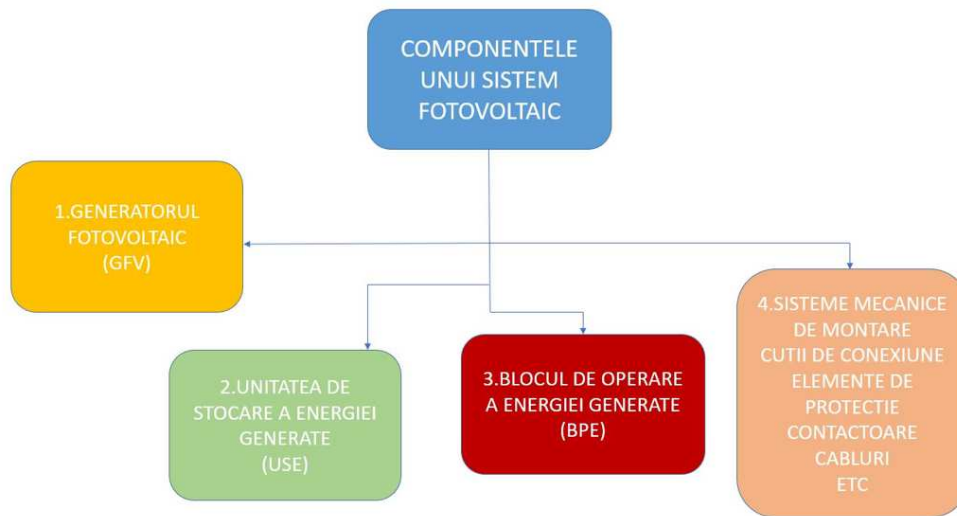 COMPONENTELE
UNUI SISTEM
FOTOVOLTAIC
1.GENERATORUL
FOTOVOLTAIC
(GFV)
2.UNITATEA DE
STOCARE A ENERGIEI
GENERATE
(USE)
3.BLOCUL DE OPERARE
A ENERGIEI GENERATE
(BPE)
4.SISTEME MECANICE
DE MONTARE
CUTII DE CONEXIUNE
ELEMENTE DE
PROTECTIE
CONTACTOARE
CABLURI
ETC